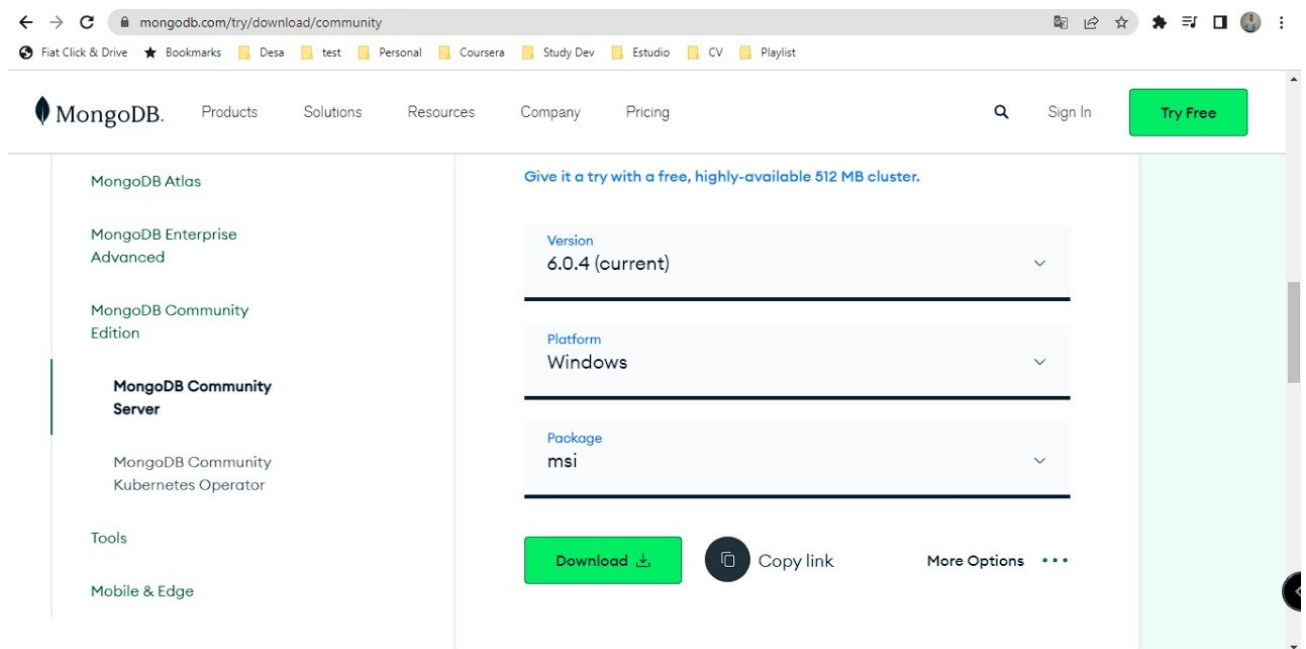 mongodb.com/try/download/community
Fiat Click & Drive Bookmarks Desa test Personal Coursera Study Dev Estudio CV Playlist
MongoDB. Products Solutions Resources Company Pricing Sign In Try Free
MongoDB Atlas
MongoDB Enterprise
Advanced
MongoDB Community
Edition
MongoDB Community
Server
MongoDB Community
Kubernetes Operator
Tools
Mobile & Edge
Give it a try with a free, highly-available 512 MB cluster.
Version
6.0.4 (current)
Platform
Windows
Package
msi
Download Copy link More Options